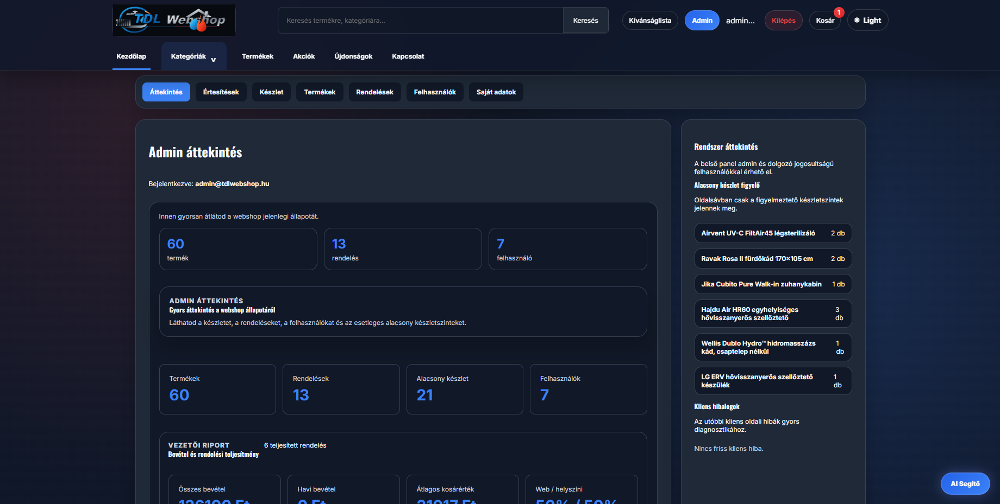 TDL Webshop
Keresés termékre, kategóriára...
Keresés
Kívánságlista
Admin
admin...
Kilépés
Kosár
1
Light
Kezdőlap
Kategóriák
Termékek
Akciók
Újdonságok
Kapcsolat
Áttekintés
Értesítések
Készlet
Termékek
Rendelések
Felhasználók
Saját adatok
Admin áttekintés
Bejelentkezve: admin@tdlwebshop.hu
Innen gyorsan átlátod a webshop jelenlegi állapotát.
60
termék
13
rendelés
7
felhasználó
ADMIN ÁTTEKINTÉS
Gyors áttekintés a webshop állapotáról
Láthatod a készletet, a rendeléseket, a felhasználókat és az esetleges alacsony készletszinteket.
Termékek
60
Rendelések
13
Alacsony készlet
21
Felhasználók
7
VEZETŐI RIPORT
Bevétel és rendelési teljesítmény
6 teljesített rendelés
Összes bevétel
Havi bevétel
0 Ft
Átlagos kosárérték
Web / helyszíni
50% / 50%
Rendszer áttekintés
A belső panel admin és dolgozó jogosultságú
felhasználókkal érhető el.
Alacsony készlet figyelő
Oldalsávban csak a figyelmeztető készletszintek
jelennek meg.
Airvent UV-C FiltAir45 légsterilizáló 2 db
Ravak Rosa II fürdőkád 170×105 cm 2 db
Jika Cubito Pure Walk-in zuhanykabin 1 db
Hajdu Air HR60 egyhelyiséges 3
hővisszanyerős szellőztető db
Wellis Dublo Hydro™ hidromasszázs 1
kád, csaptelep nélkül db
LG ERV hővisszanyerős szellőztető 1
készülék db
Kliens hibalogok
Az utóbbi kliens oldali hibák gyors
diagnosztikához.
Nincs friss kliens hiba.
AI Segítő